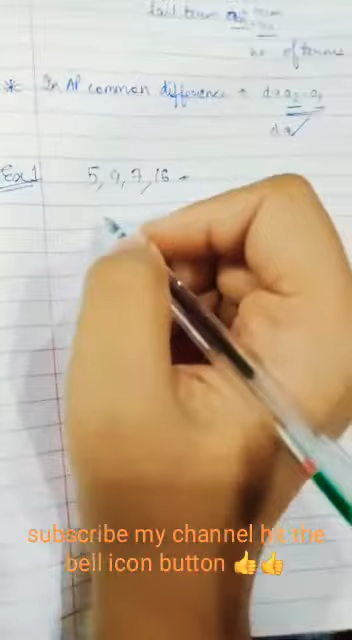 last term
no of terms
* In AP common difference = d = a₂ - a₁
d =
Ex 1 5, 9, 7, 16 -
subscribe my channel hit the
bell icon button 👍👍